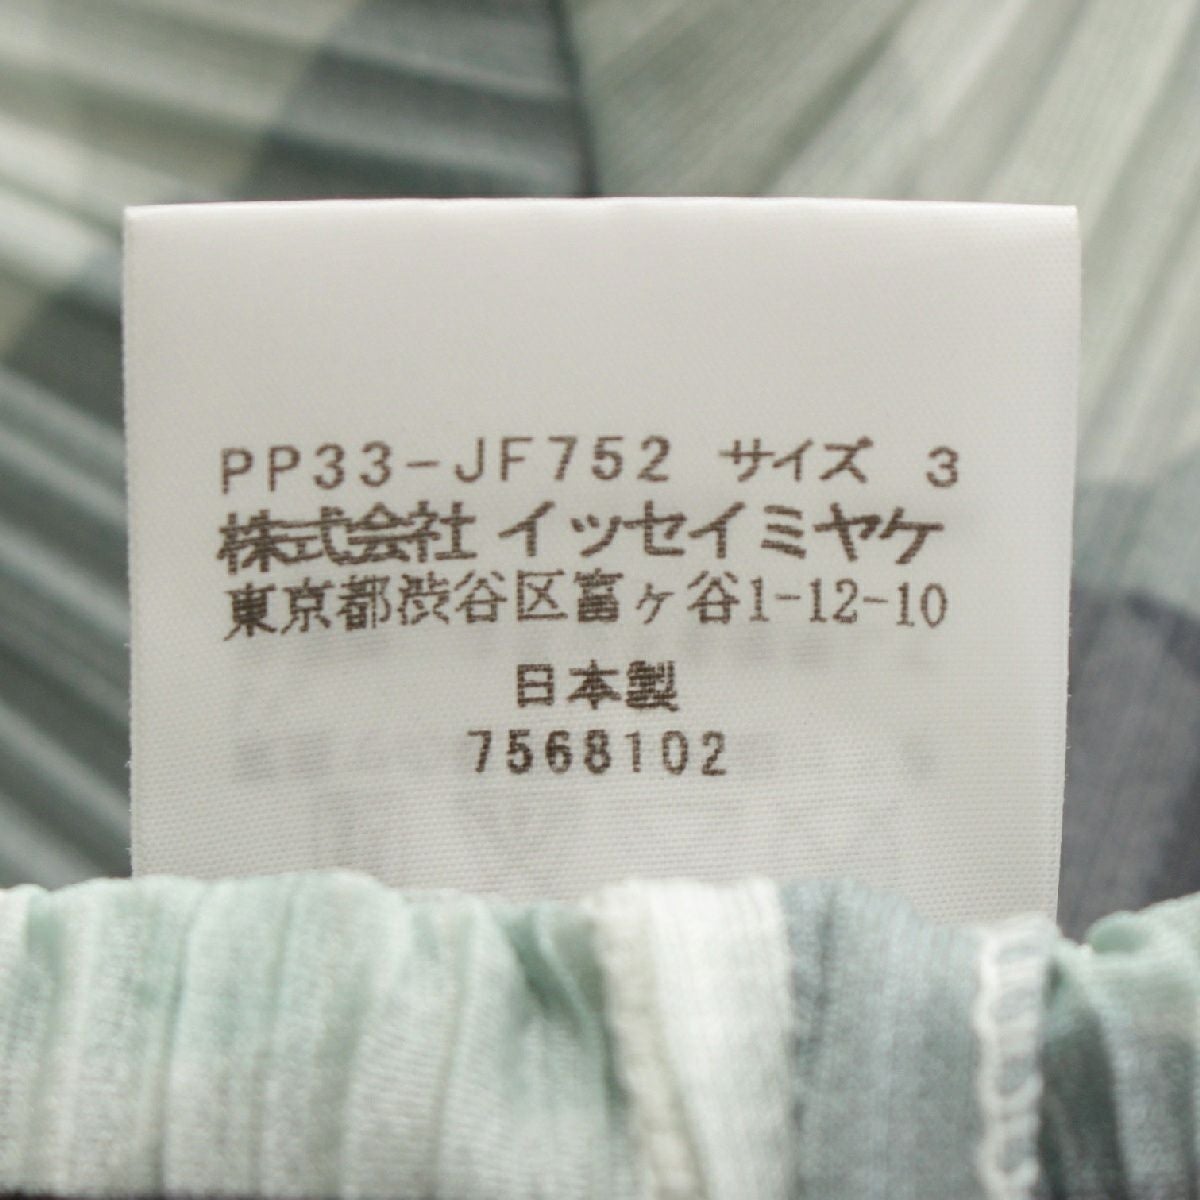 PP33-JF752 サイズ 3
株式会社 イッセイミヤケ
東京都渋谷区富ヶ谷1-12-10
日本製
7568102